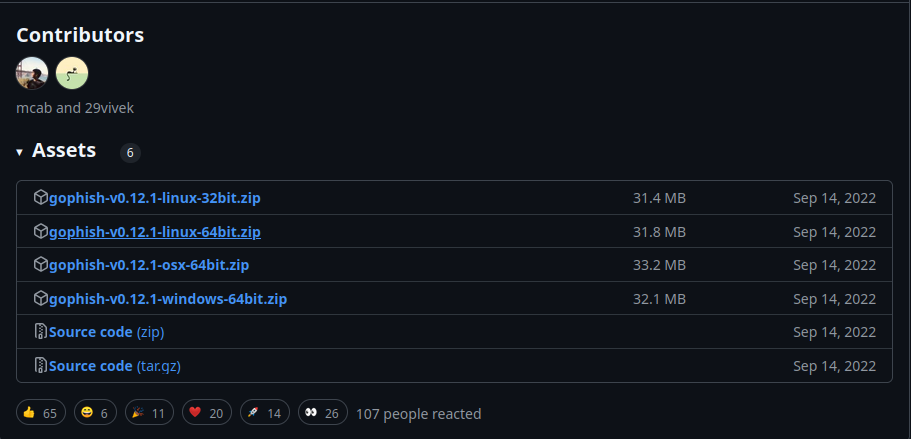 Contributors
mcab and 29vivek
Assets 6
gophish-v0.12.1-linux-32bit.zip 31.4 MB Sep 14, 2022
gophish-v0.12.1-linux-64bit.zip 31.8 MB Sep 14, 2022
gophish-v0.12.1-osx-64bit.zip 33.2 MB Sep 14, 2022
gophish-v0.12.1-windows-64bit.zip 32.1 MB Sep 14, 2022
Source code (zip) Sep 14, 2022
Source code (tar.gz) Sep 14, 2022
👍 65 😄 6 🎉 11 ❤️ 20 🚀 14 👀 26 107 people reacted